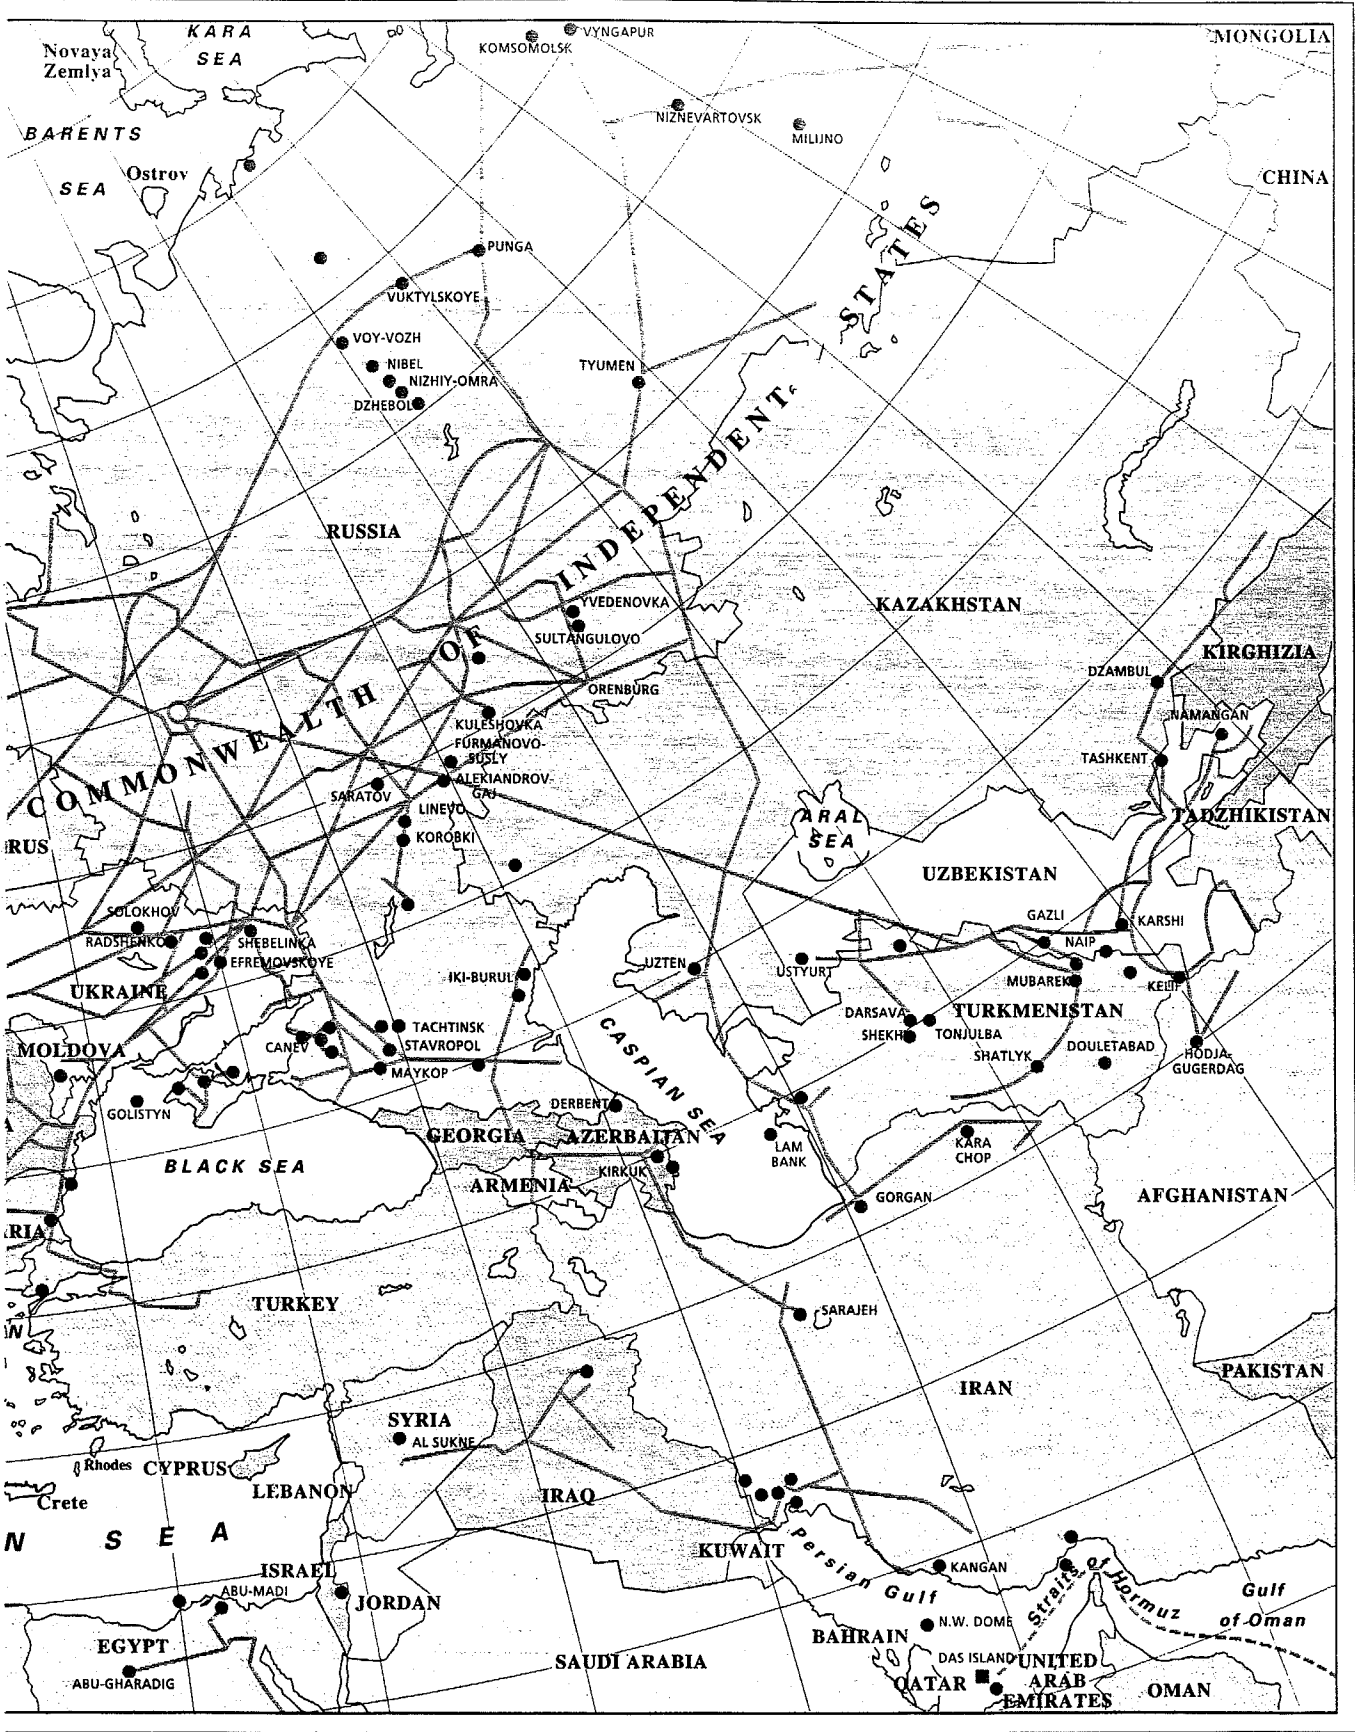 KARA
SEA
Novaya
Zemlya
KOMSOMOLSK
VYNGAPUR
MONGOLIA
NIZNEVARTOVSK
MILIJNO
BARENTS
SEA
Ostrov
CHINA
PUNGA
VUKTYLSKOYE
VOY-VOZH
NIBEL
NIZHIY-OMRA
DZHEBOL
TYUMEN
COMMONWEALTH OF INDEPENDENT STATES
RUSSIA
YVEDENOVKA
SULTANGULOVO
ORENBURG
KAZAKHSTAN
KIRGHIZIA
DZAMBUL
NAMANGAN
TASHKENT
TADZHIKISTAN
KULESHOVKA
FURMANOVO-
SUSLY
ALEKIANDROV-
GAJ
SARATOV
LINEVO
KOROBKI
RUS
ARAL
SEA
UZBEKISTAN
SOLOKHOV
RADSHENKO
SHEBELINKA
EFREMOVSKOYE
UKRAINE
MOLDOVA
GAZLI
KARSHI
NAIP
MUBAREK
KELIF
UZTEN
USTYURT
IKI-BURUL
TACHTINSK
STAVROPOL
CANEV
MAYKOP
DARSAVA
SHEKH
TONJULBA
TURKMENISTAN
SHATLYK
DOULETABAD
HODJA-
GUGERDAG
GOLISTYN
CASPIAN SEA
DERBENT
GEORGIA
AZERBAIJAN
KIRKUK
ARMENIA
LAM
BANK
KARA
CHOP
BLACK SEA
A
GORGAN
AFGHANISTAN
ARIA
TURKEY
SARAJEH
N
IRAN
PAKISTAN
SYRIA
AL SUKNE
Rhodes
CYPRUS
Crete
LEBANON
IRAQ
N SEA
KUWAIT
Persian Gulf
KANGAN
Straits of Hormuz
Gulf
of Oman
ISRAEL
ABU-MADI
JORDAN
EGYPT
ABU-GHARADIG
SAUDI ARABIA
BAHRAIN
N.W. DOME
DAS ISLAND
QATAR
UNITED
ARAB
EMIRATES
OMAN